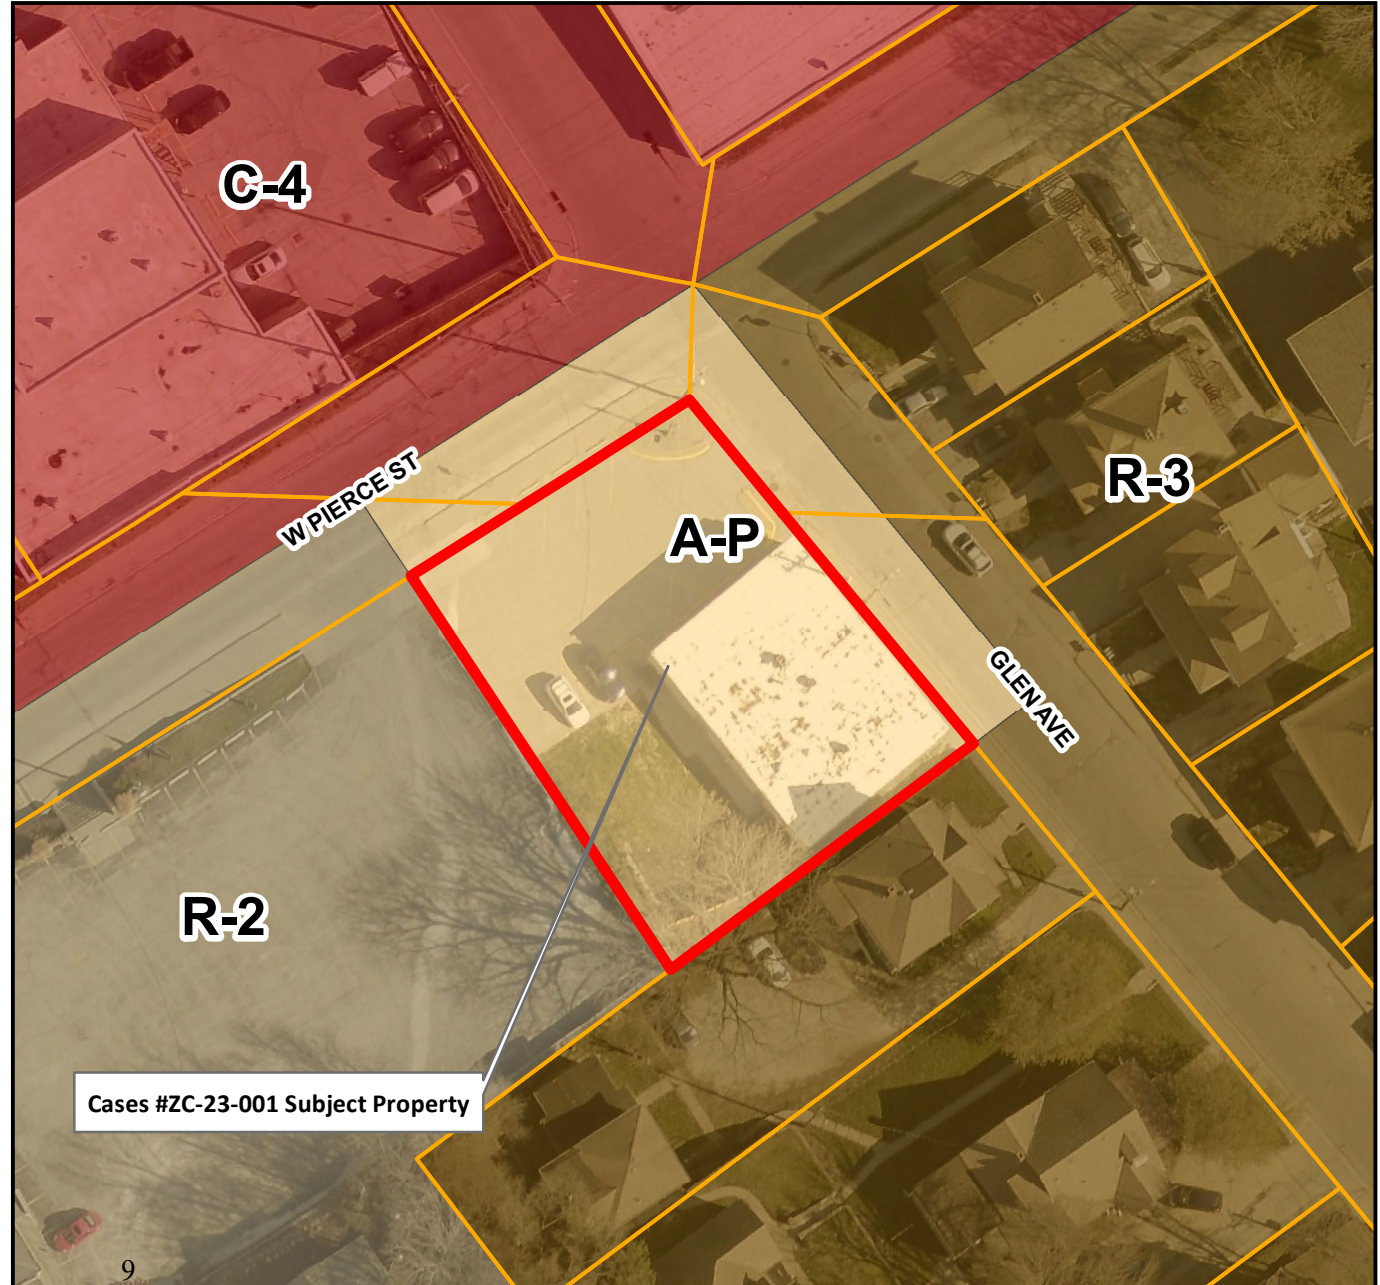 C-4
W PIERCE ST
R-3
A-P
GLEN AVE
R-2
Cases #ZC-23-001 Subject Property
9